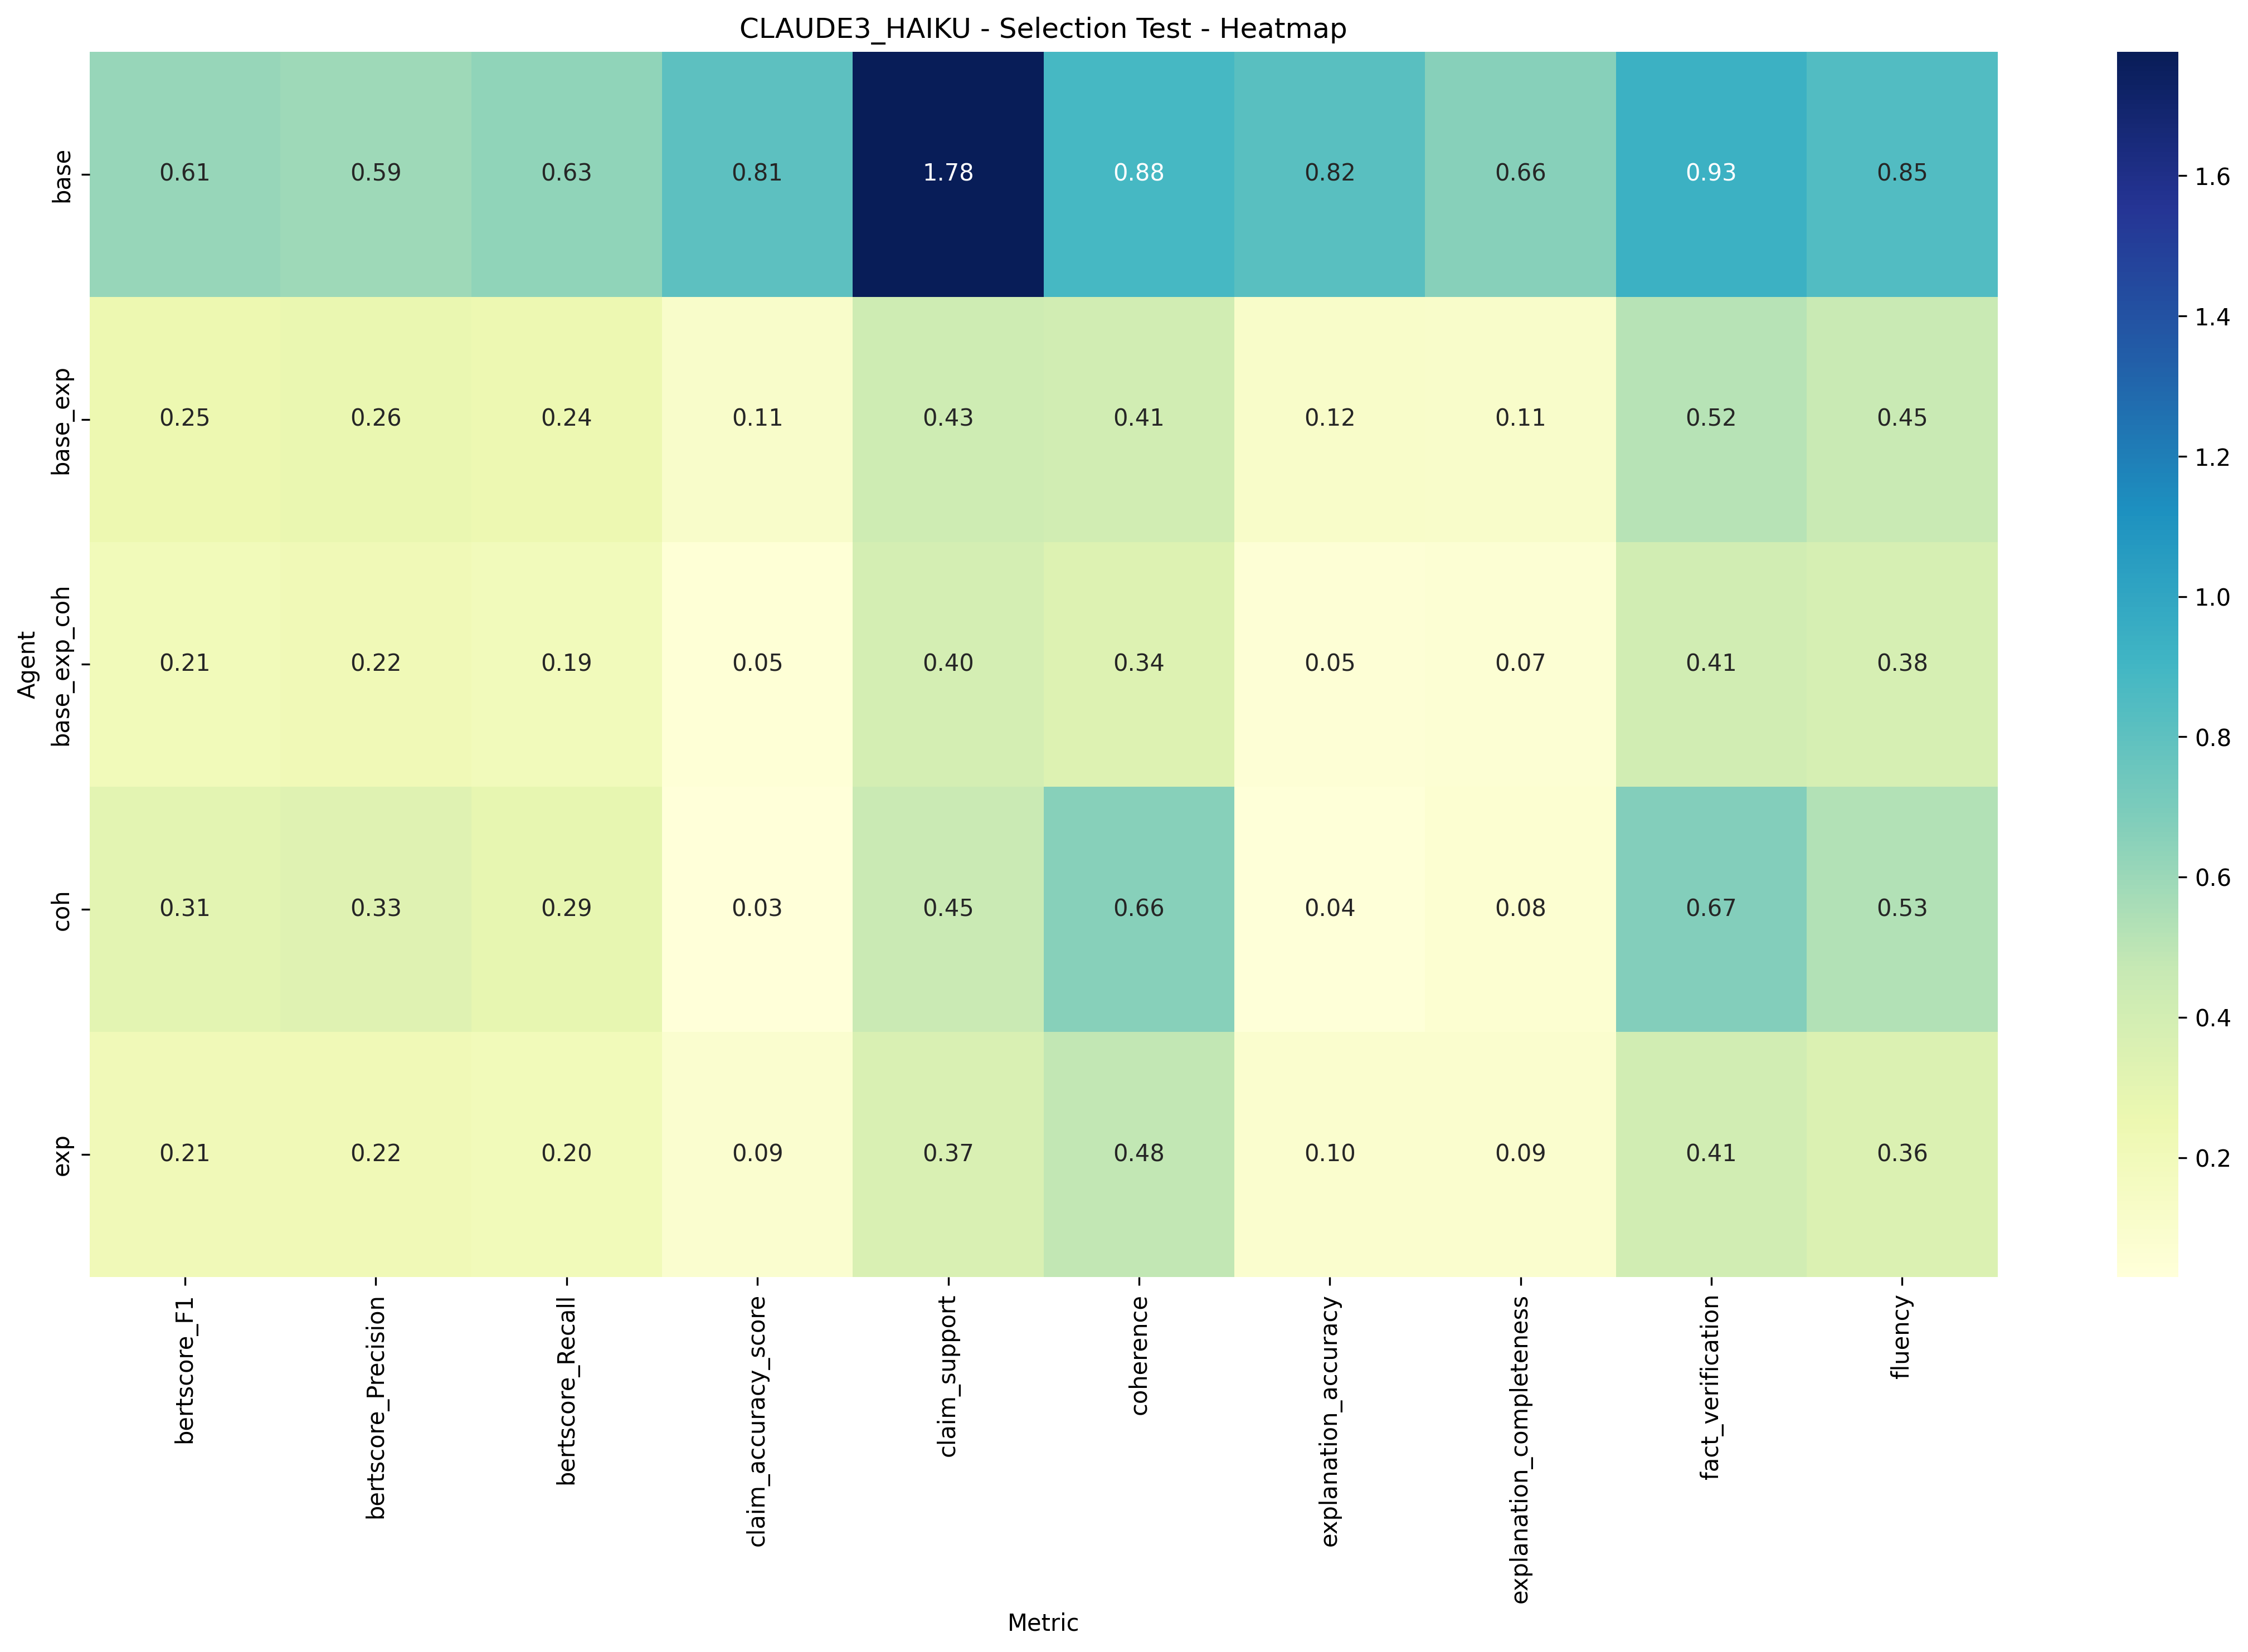 CLAUDE3_HAIKU - Selection Test - Heatmap
Agent
base
0.61 0.59 0.63 0.81 1.78 0.88 0.82 0.66 0.93 0.85
base_exp
0.25 0.26 0.24 0.11 0.43 0.41 0.12 0.11 0.52 0.45
base_exp_coh
0.21 0.22 0.19 0.05 0.40 0.34 0.05 0.07 0.41 0.38
coh
0.31 0.33 0.29 0.03 0.45 0.66 0.04 0.08 0.67 0.53
exp
0.21 0.22 0.20 0.09 0.37 0.48 0.10 0.09 0.41 0.36
bertscore_F1
bertscore_Precision
bertscore_Recall
claim_accuracy_score
claim_support
coherence
explanation_accuracy
explanation_completeness
fact_verification
fluency
Metric
1.6
1.4
1.2
1.0
0.8
0.6
0.4
0.2